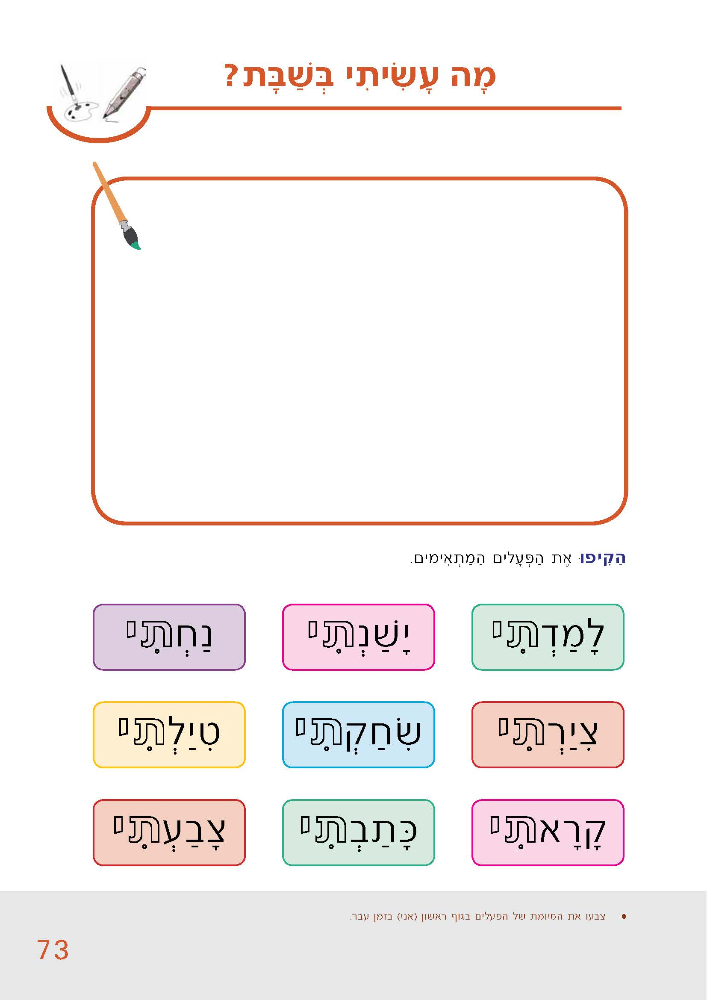 מָה עָשִׂיתִי בְּשַׁבָּת?
הַקִּיפוּ אֶת הַפְּעָלִים הַמַּתְאִימִים.
לָמַדְתִּי יָשַׁנְתִּי נַחְתִּי
צִיַּרְתִּי שִׂחַקְתִּי טִיַּלְתִּי
קָרָאתִי כָּתַבְתִּי צָבַעְתִּי
• צבעו את הסיומת של הפעלים בגוף ראשון (אני) בזמן עבר.
73